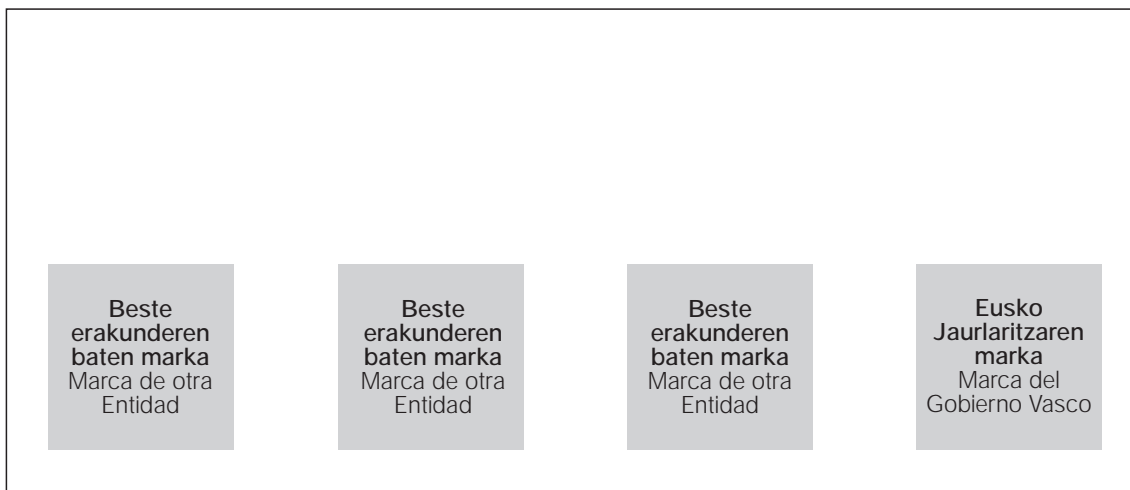 Beste
erakunderen
baten marka
Marca de otra
Entidad
Beste
erakunderen
baten marka
Marca de otra
Entidad
Beste
erakunderen
baten marka
Marca de otra
Entidad
Eusko
Jaurlaritzaren
marka
Marca del
Gobierno Vasco